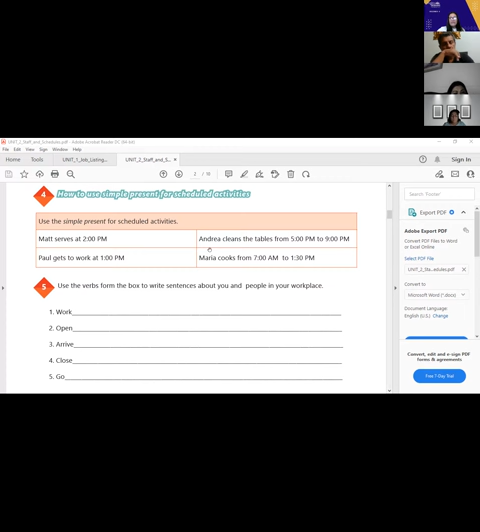 UNIT_2_Staff_and_Schedules.pdf - Adobe Acrobat Reader DC (64-bit)
File Edit View Sign Window Help
Home Tools UNIT_1_Job_Listing... UNIT_2_Staff_and_S... × Sign In
2 / 18
4 How to use simple present for scheduled activities
Use the simple present for scheduled activities.
Matt serves at 2:00 PM Andrea cleans the tables from 5:00 PM to 9:00 PM
Paul gets to work at 1:00 PM Maria cooks from 7:00 AM to 1:30 PM
5 Use the verbs form the box to write sentences about you and people in your workplace.
1. Work
2. Open
3. Arrive
4. Close
5. Go
Export PDF
Adobe Export PDF
Convert PDF Files to Word
or Excel Online
Select PDF File
UNIT_2_Sta...edules.pdf ×
Convert to
Microsoft Word (*.docx)
Document Language:
English (U.S.) Change
Convert, edit and e-sign PDF
forms & agreements
Free 7-Day Trial